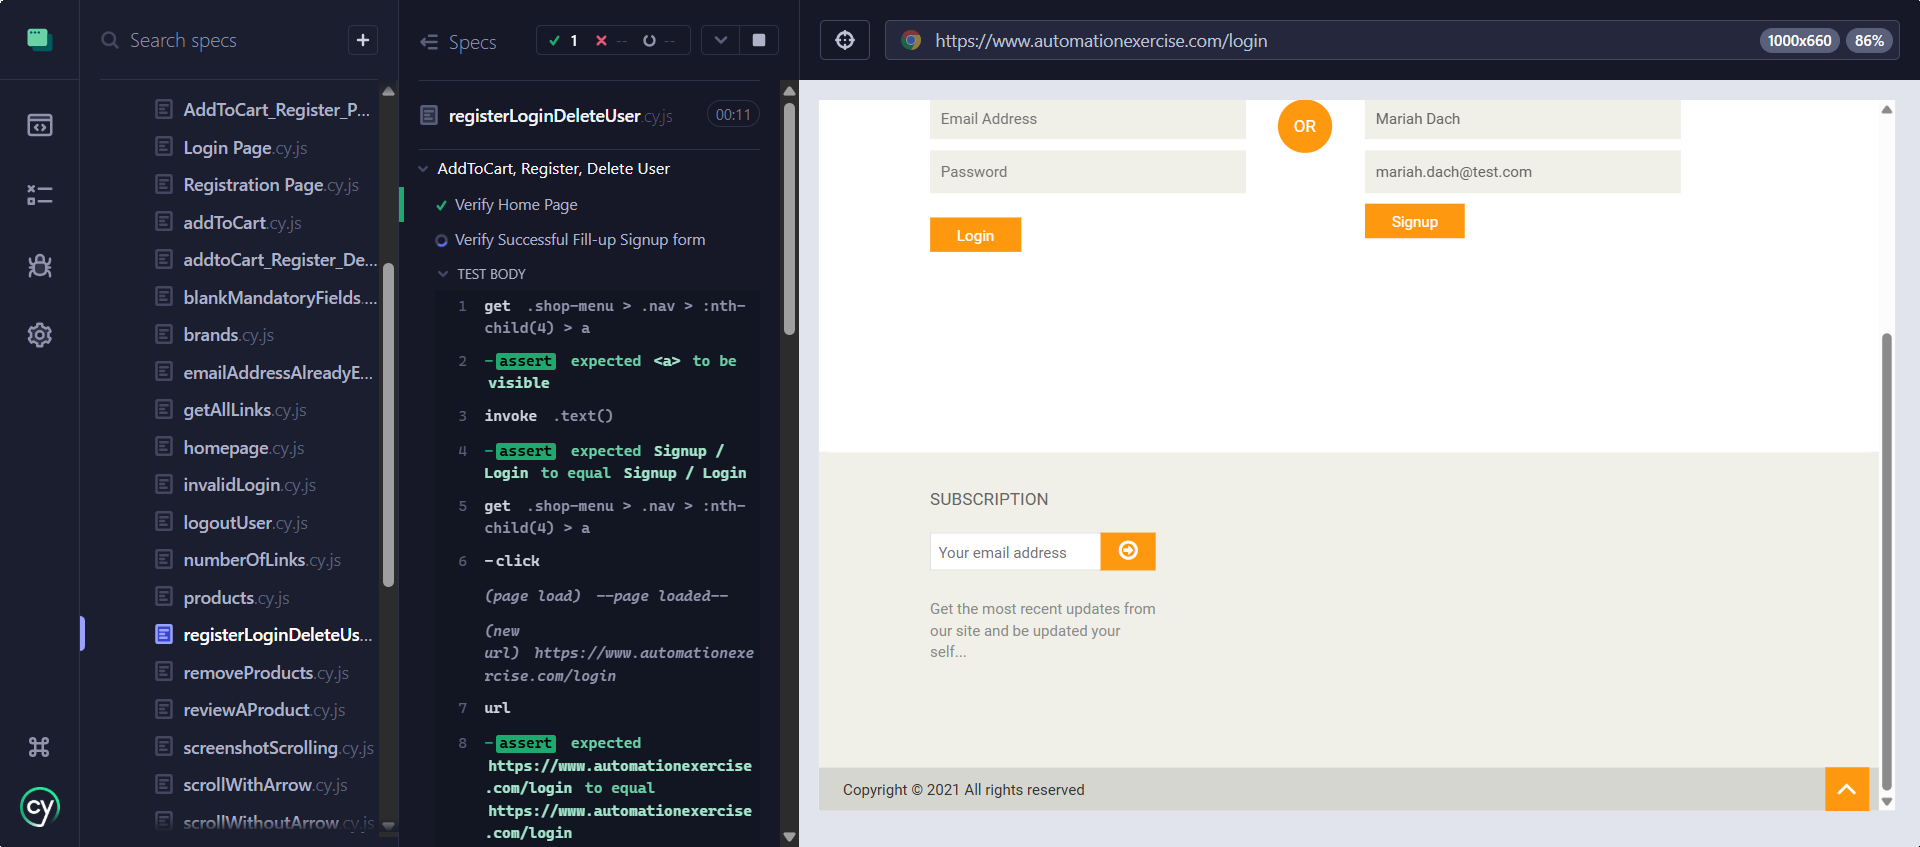 Search specs
+
AddToCart_Register_P...
Login Page.cy.js
Registration Page.cy.js
addToCart.cy.js
addtoCart_Register_De...
blankMandatoryFields....
brands.cy.js
emailAddressAlreadyE...
getAllLinks.cy.js
homepage.cy.js
invalidLogin.cy.js
logoutUser.cy.js
numberOfLinks.cy.js
products.cy.js
registerLoginDeleteUs...
removeProducts.cy.js
reviewAProduct.cy.js
screenshotScrolling.cy.js
scrollWithArrow.cy.js
scrollWithoutArrow.cy.js
cy
Specs
1 -- --
registerLoginDeleteUser.cy.js 00:11
AddToCart, Register, Delete User
Verify Home Page
Verify Successful Fill-up Signup form
TEST BODY
1 get .shop-menu > .nav > :nth-
child(4) > a
2 -assert expected <a> to be
visible
3 invoke .text()
4 -assert expected Signup /
Login to equal Signup / Login
5 get .shop-menu > .nav > :nth-
child(4) > a
6 -click
(page load) --page loaded--
(new
url) https://www.automationexe
rcise.com/login
7 url
8 -assert expected
https://www.automationexercise
.com/login to equal
https://www.automationexercise
.com/login
https://www.automationexercise.com/login 1000x660 86%
Email Address
Password
Login
OR
Mariah Dach
mariah.dach@test.com
Signup
SUBSCRIPTION
Your email address
Get the most recent updates from
our site and be updated your
self...
Copyright © 2021 All rights reserved